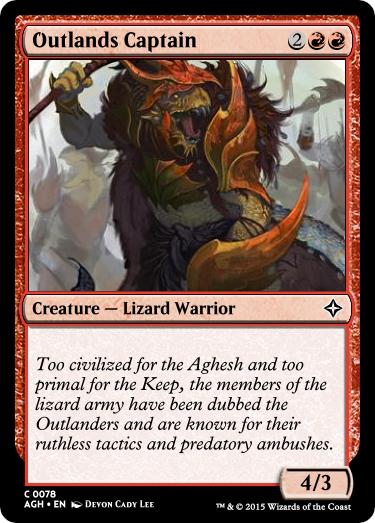 Outlands Captain 2
Creature — Lizard Warrior
Too civilized for the Aghesh and too
primal for the Keep, the members of the
lizard army have been dubbed the
Outlanders and are known for their
ruthless tactics and predatory ambushes.
4/3
C 0078
AGH • EN Devon Cady Lee
™ & © 2015 Wizards of the Coast